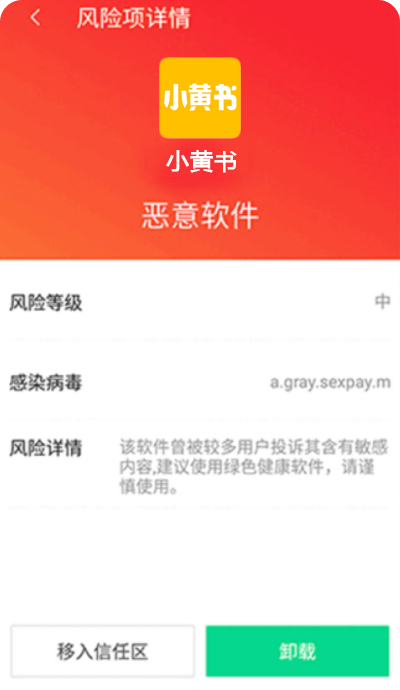 风险项详情
小黄书
小黄书
恶意软件
风险等级 中
感染病毒 a.gray.sexpay.m
风险详情 该软件曾被较多用户投诉其含有敏感
内容,建议使用绿色健康软件，请谨
慎使用。
移入信任区 卸载